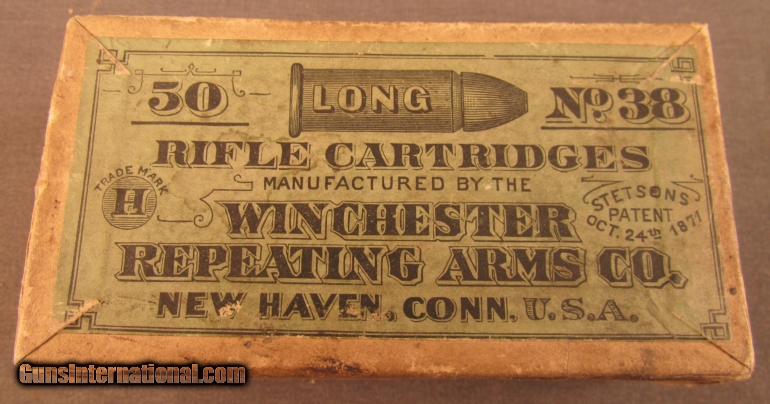 50 LONG No. 38
RIFLE CARTRIDGES
TRADE MARK
H
MANUFACTURED BY THE
STETSONS
PATENT
OCT. 24th 1871
WINCHESTER
REPEATING ARMS CO.
NEW HAVEN, CONN. U.S.A.
GunsInternational.com